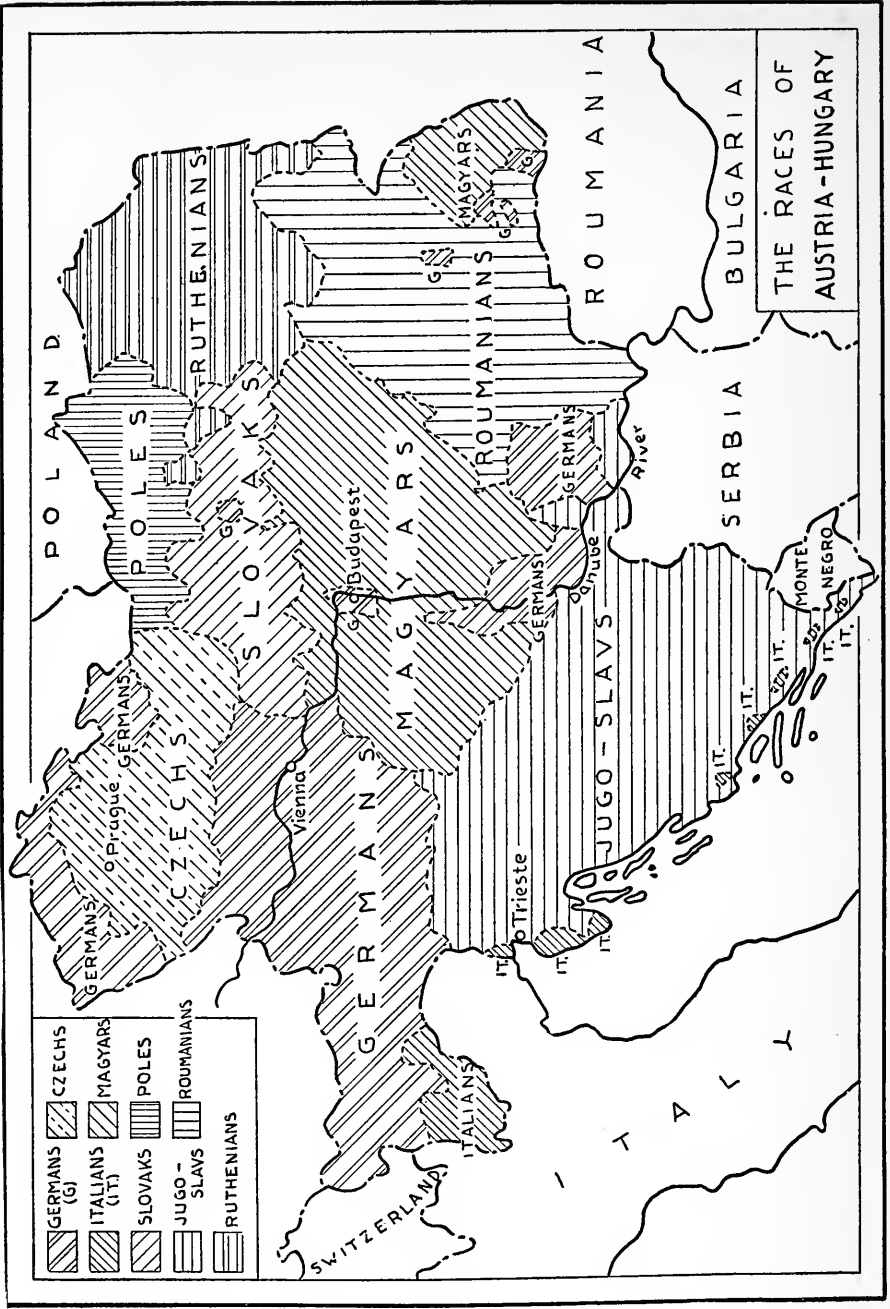 THE RACES OF
AUSTRIA-HUNGARY
GERMANS
(G)
ITALIANS
(IT.)
SLOVAKS
JUGO-
SLAVS
RUTHENIANS
CZECHS
MAGYARS
POLES
ROUMANIANS
POLAND
GERMANS
Prague
GERMANS
CZECHS
POLES
RUTHENIANS
SLOVAKS
G.
Vienna
GERMANS
G.
Budapest
MAGYARS
MAGYARS
G
G
G
ROUMANIANS
ROUMANIA
SWITZERLAND
ITALIANS
IT.
Trieste
IT.
IT.
JUGO-SLAVS
GERMANS
GERMANS
Danube
River
IT.
IT.
IT.
IT.
IT.
MONTE
NEGRO
SERBIA
BULGARIA
ITALY